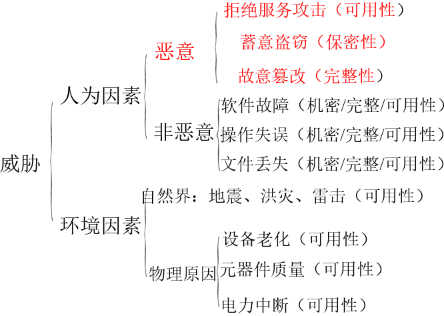 拒绝服务攻击（可用性）
恶意
蓄意盗窃（保密性）
故意篡改（完整性）
人为因素
软件故障（机密/完整/可用性）
非恶意
操作失误（机密/完整/可用性）
文件丢失（机密/完整/可用性）
威胁
自然界：地震、洪灾、雷击（可用性）
环境因素
设备老化（可用性）
物理原因
元器件质量（可用性）
电力中断（可用性）